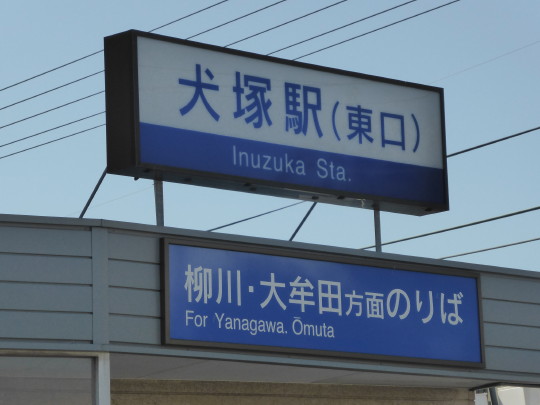 犬塚駅(東口)
Inuzuka Sta.
柳川・大牟田方面のりば
For Yanagawa. Ōmuta